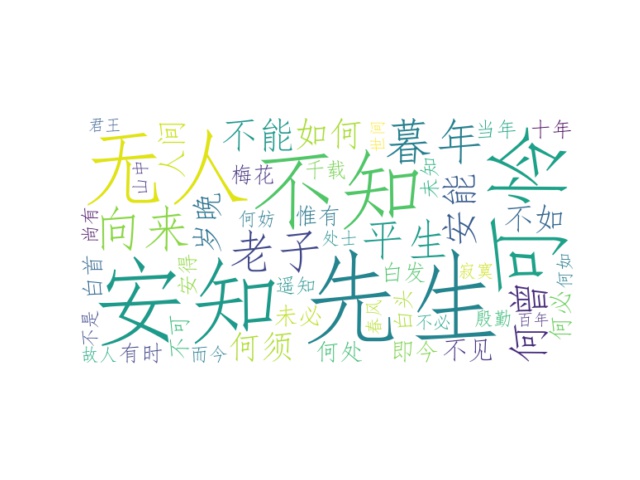 君王
无人
山中
人间
不能
如何
世间
暮年
当年
十年
梅花
千载
未知
可怜
不知
尚有
向来
岁晚
何妨
惟有
处士
平生
安能
不如
老子
白首
安得
遥知
白发
寂寞
何曾
何必
何如
安知
先生
春风
白头
不是
不可
未必
不必
殷勤
百年
故人
有时
而今
何须
何处
即今
不见